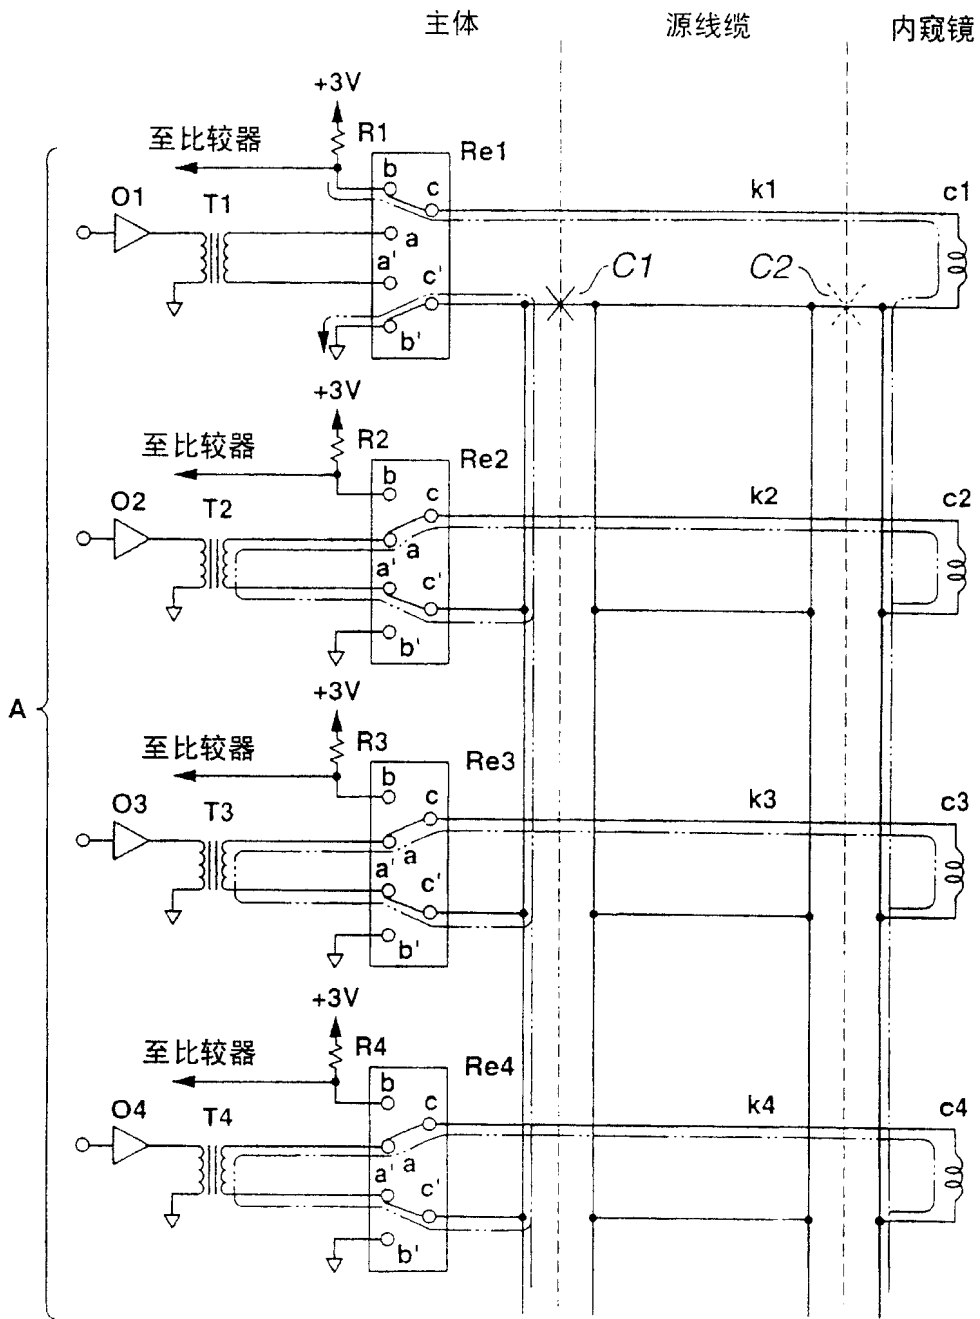 主体 源线缆 内窥镜
+3V
至比较器 R1 Re1
b c k1 c1
O1 T1 a
a' c' C1 C2
b'
+3V
至比较器 R2 Re2
b c k2 c2
O2 T2 a
a' c'
b'
A
+3V
至比较器 R3 Re3
b c k3 c3
O3 T3 a
a' c'
b'
+3V
至比较器 R4 Re4
b c k4 c4
O4 T4 a
a' c'
b'